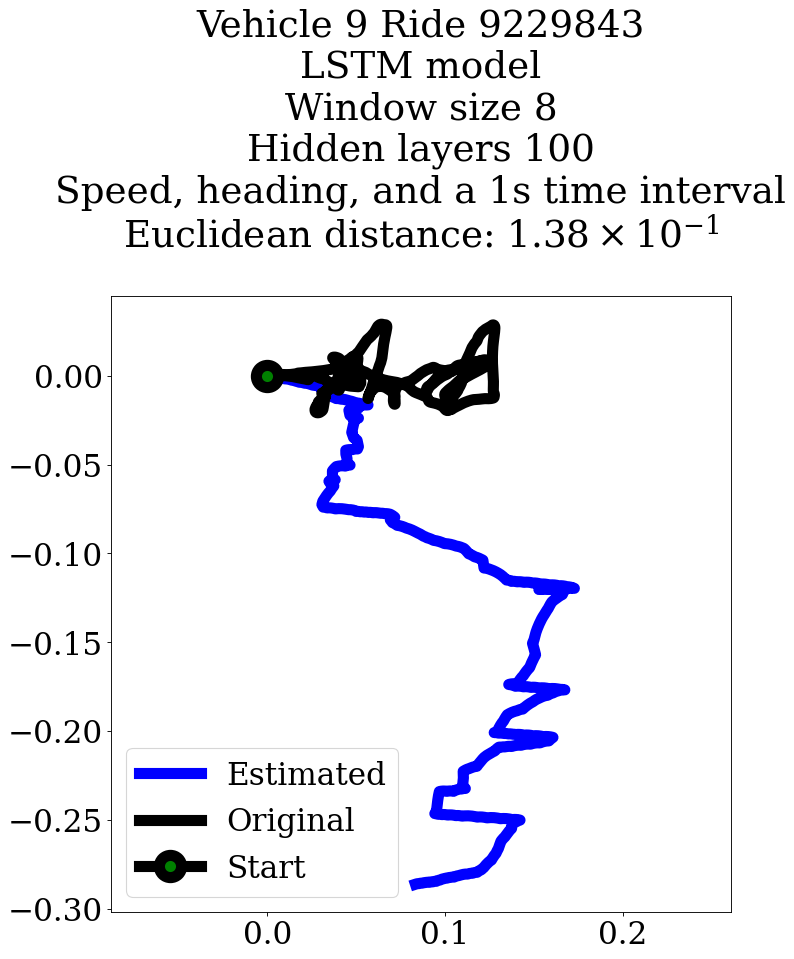 Vehicle 9 Ride 9229843
LSTM model
Window size 8
Hidden layers 100
Speed, heading, and a 1s time interval
Euclidean distance: 1.38 × 10⁻¹
0.00
−0.05
−0.10
−0.15
−0.20
−0.25
−0.30
Estimated
Original
Start
0.0 0.1 0.2